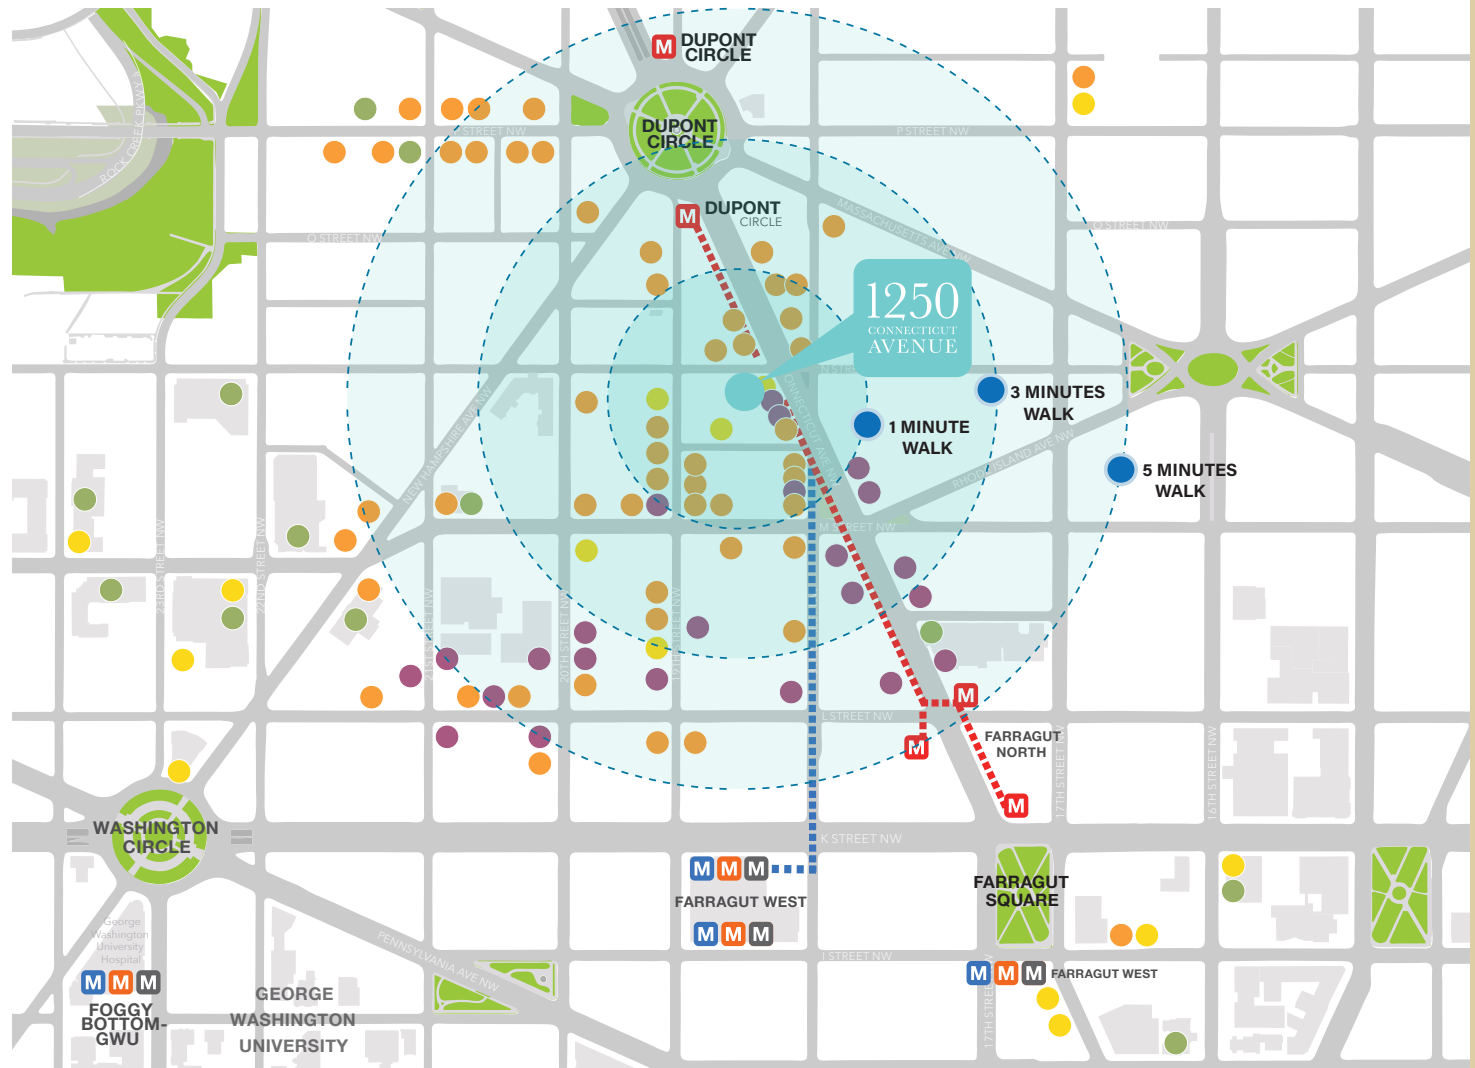 M DUPONT
CIRCLE
DUPONT
CIRCLE
P STREET NW
STREET NW
ROCK CREEK PKWY
M DUPONT
CIRCLE
MASSACHUSETTS AVE NW
O STREET NW
O STREET NW
1250
CONNECTICUT
AVENUE
N STRE
CONNECTICUT AVE NW
3 MINUTES
WALK
1 MINUTE
WALK
5 MINUTES
WALK
NEW HAMPSHIRE AVE NW
RHODE ISLAND AVE NW
M STREET NW
23RD STREET NW
22ND STREET NW
21ST STREET NW
20TH STREET NW
19TH STREET NW
M
L STREET NW
M
FARRAGUT
NORTH
17TH STREET NW
16TH STREET NW
M
WASHINGTON
CIRCLE
K STREET NW
M M M
FARRAGUT WEST
M M M
FARRAGUT
SQUARE
George
Washington
University
Hospital
PENNSYLVANIA AVE NW
I STREET NW
M M M
FOGGY
BOTTOM-
GWU
M M M FARRAGUT WEST
17TH STREET NW
GEORGE
WASHINGTON
UNIVERSITY